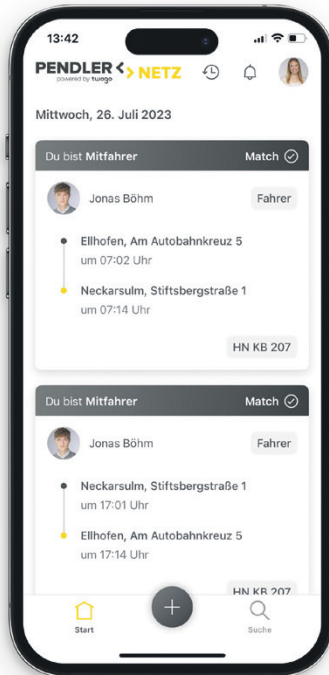 13:42
PENDLER NETZ
powered by twogo
Mittwoch, 26. Juli 2023
Du bist Mitfahrer Match
Jonas Böhm Fahrer
Ellhofen, Am Autobahnkreuz 5
um 07:02 Uhr
Neckarsulm, Stiftsbergstraße 1
um 07:14 Uhr
HN KB 207
Du bist Mitfahrer Match
Jonas Böhm Fahrer
Neckarsulm, Stiftsbergstraße 1
um 17:01 Uhr
Ellhofen, Am Autobahnkreuz 5
um 17:14 Uhr
HN KB 207
Start Suche